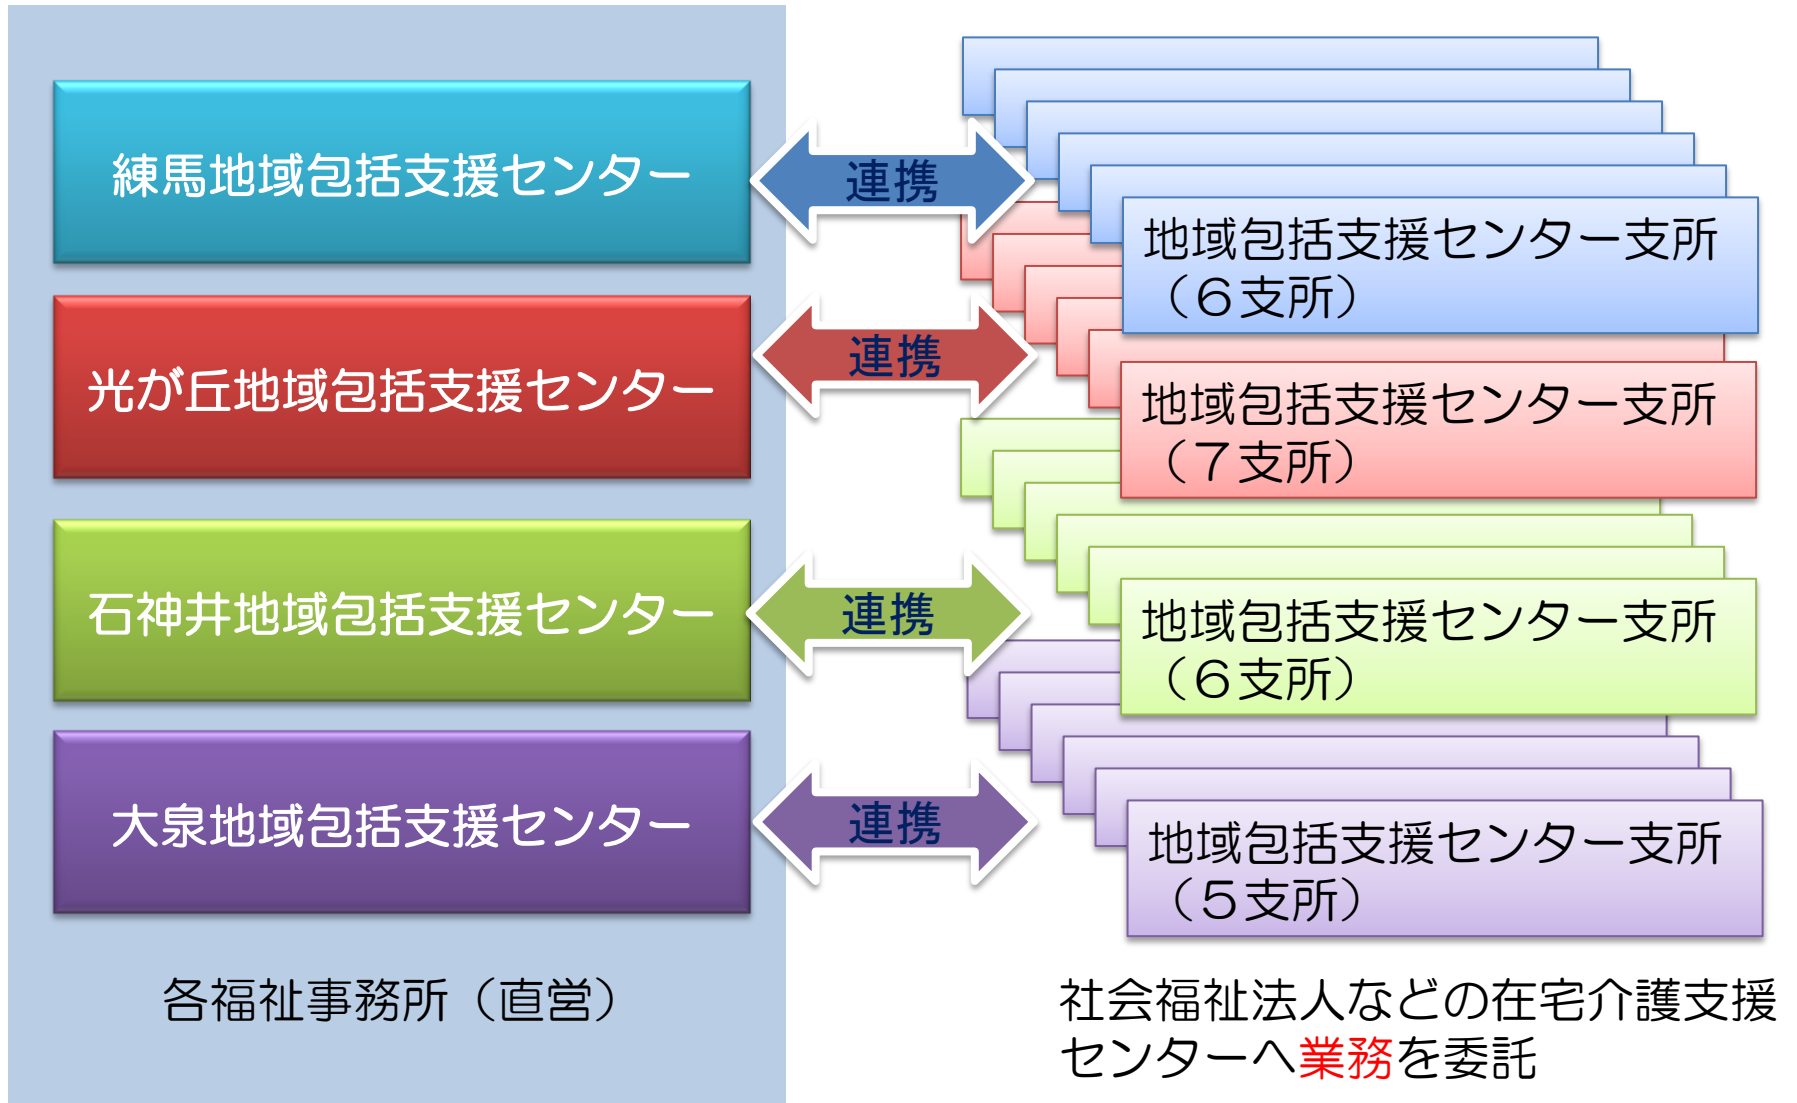 練馬地域包括支援センター
連携
地域包括支援センター支所
（６支所）
光が丘地域包括支援センター
連携
地域包括支援センター支所
（７支所）
石神井地域包括支援センター
連携
地域包括支援センター支所
（６支所）
大泉地域包括支援センター
連携
地域包括支援センター支所
（５支所）
各福祉事務所（直営）
社会福祉法人などの在宅介護支援
センターへ業務を委託